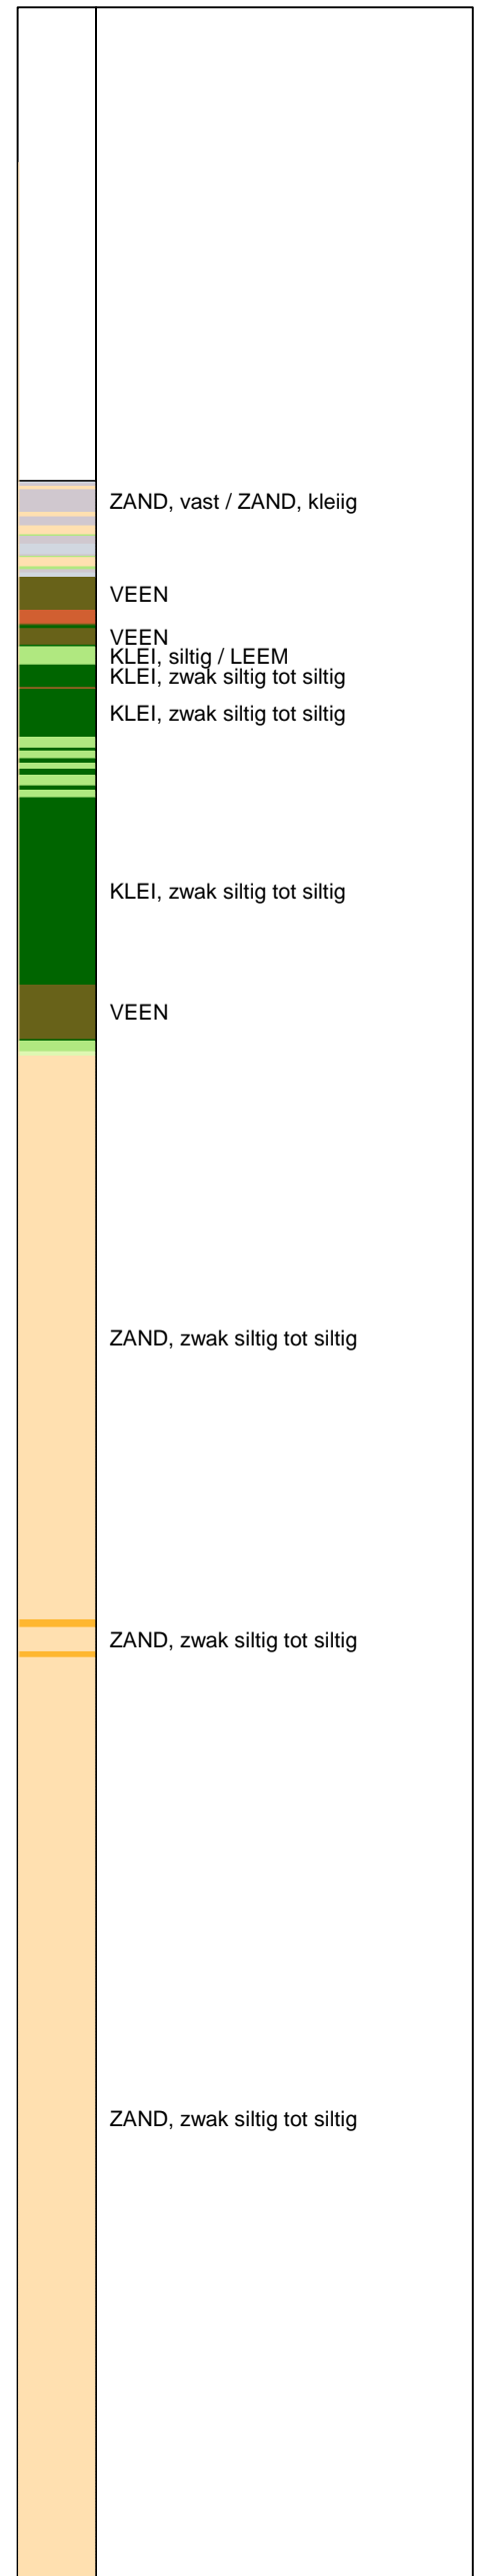 ZAND, vast / ZAND, kleiig
VEEN
VEEN
KLEI, siltig / LEEM
KLEI, zwak siltig tot siltig
KLEI, zwak siltig tot siltig
KLEI, zwak siltig tot siltig
VEEN
ZAND, zwak siltig tot siltig
ZAND, zwak siltig tot siltig
ZAND, zwak siltig tot siltig